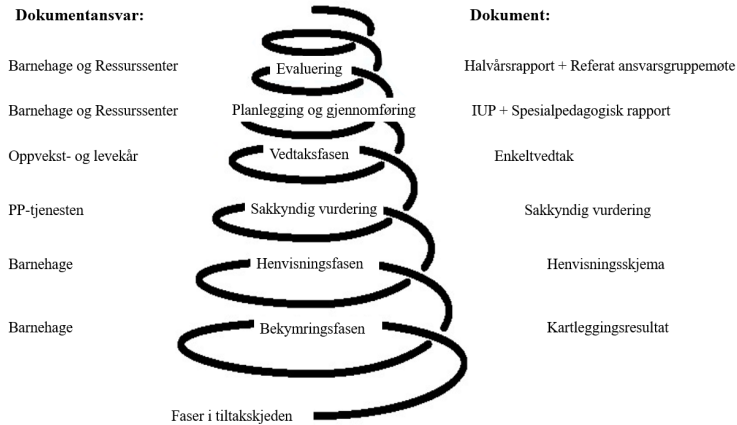 Dokumentansvar: Dokument:
Barnehage og Ressurssenter Evaluering Halvårsrapport + Referat ansvarsgruppemøte
Barnehage og Ressurssenter Planlegging og gjennomføring IUP + Spesialpedagogisk rapport
Oppvekst- og levekår Vedtaksfasen Enkeltvedtak
PP-tjenesten Sakkyndig vurdering Sakkyndig vurdering
Barnehage Henvisningsfasen Henvisningsskjema
Barnehage Bekymringsfasen Kartleggingsresultat
Faser i tiltakskjeden